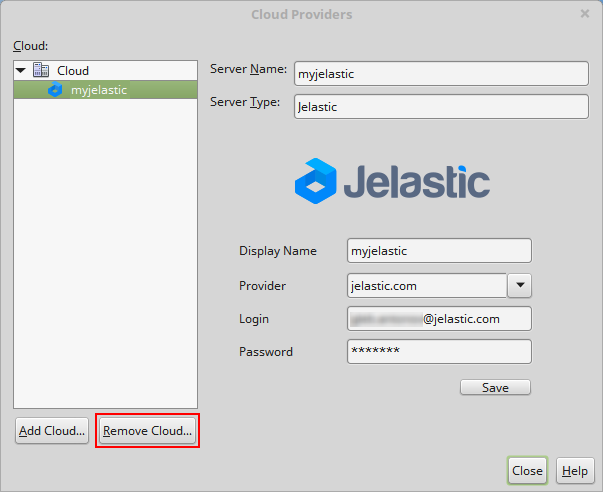 Cloud Providers
Cloud:
Cloud
myjelastic
Server Name: myjelastic
Server Type: Jelastic
Jelastic
Display Name myjelastic
Provider jelastic.com
Login @jelastic.com
Password *******
Save
Add Cloud... Remove Cloud...
Close Help